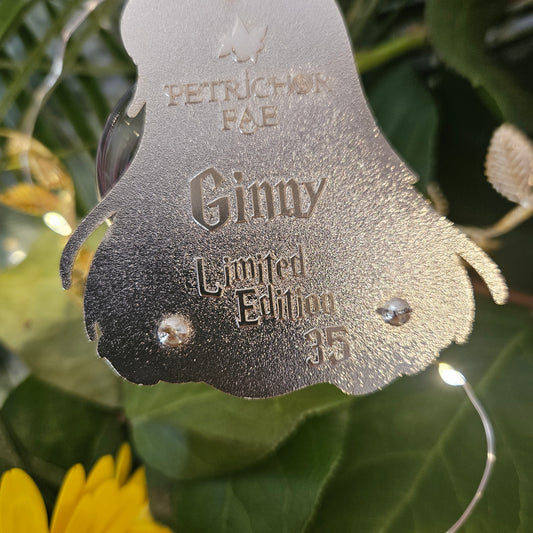 PETRICHOR
FAE
Ginny
Limited
Edition
35